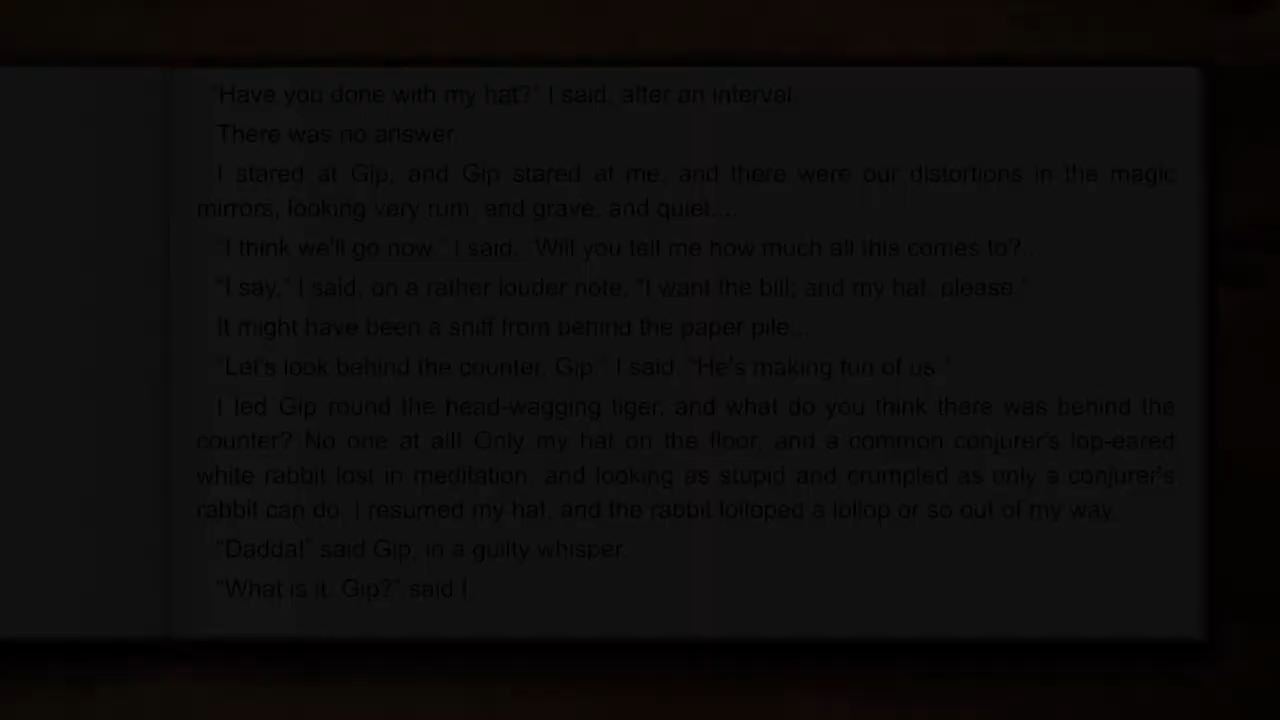 "Have you done with my hat?" I said, after an interval.
There was no answer.
I stared at Gip, and Gip stared at me, and there were our distortions in the magic
mirrors, looking very rum, and grave, and quiet....
"I think we'll go now," I said. "Will you tell me how much all this comes to?...
"I say," I said, on a rather louder note, "I want the bill; and my hat, please."
It might have been a sniff from behind the paper pile....
"Let's look behind the counter, Gip," I said. "He's making fun of us."
I led Gip round the head-wagging tiger, and what do you think there was behind the
counter? No one at all! Only my hat on the floor, and a common conjurer's lop-eared
white rabbit lost in meditation, and looking as stupid and crumpled as only a conjurer's
rabbit can do. I resumed my hat, and the rabbit lolloped a lollop or so out of my way.
"Dadda!" said Gip, in a guilty whisper.
"What is it, Gip?" said I.